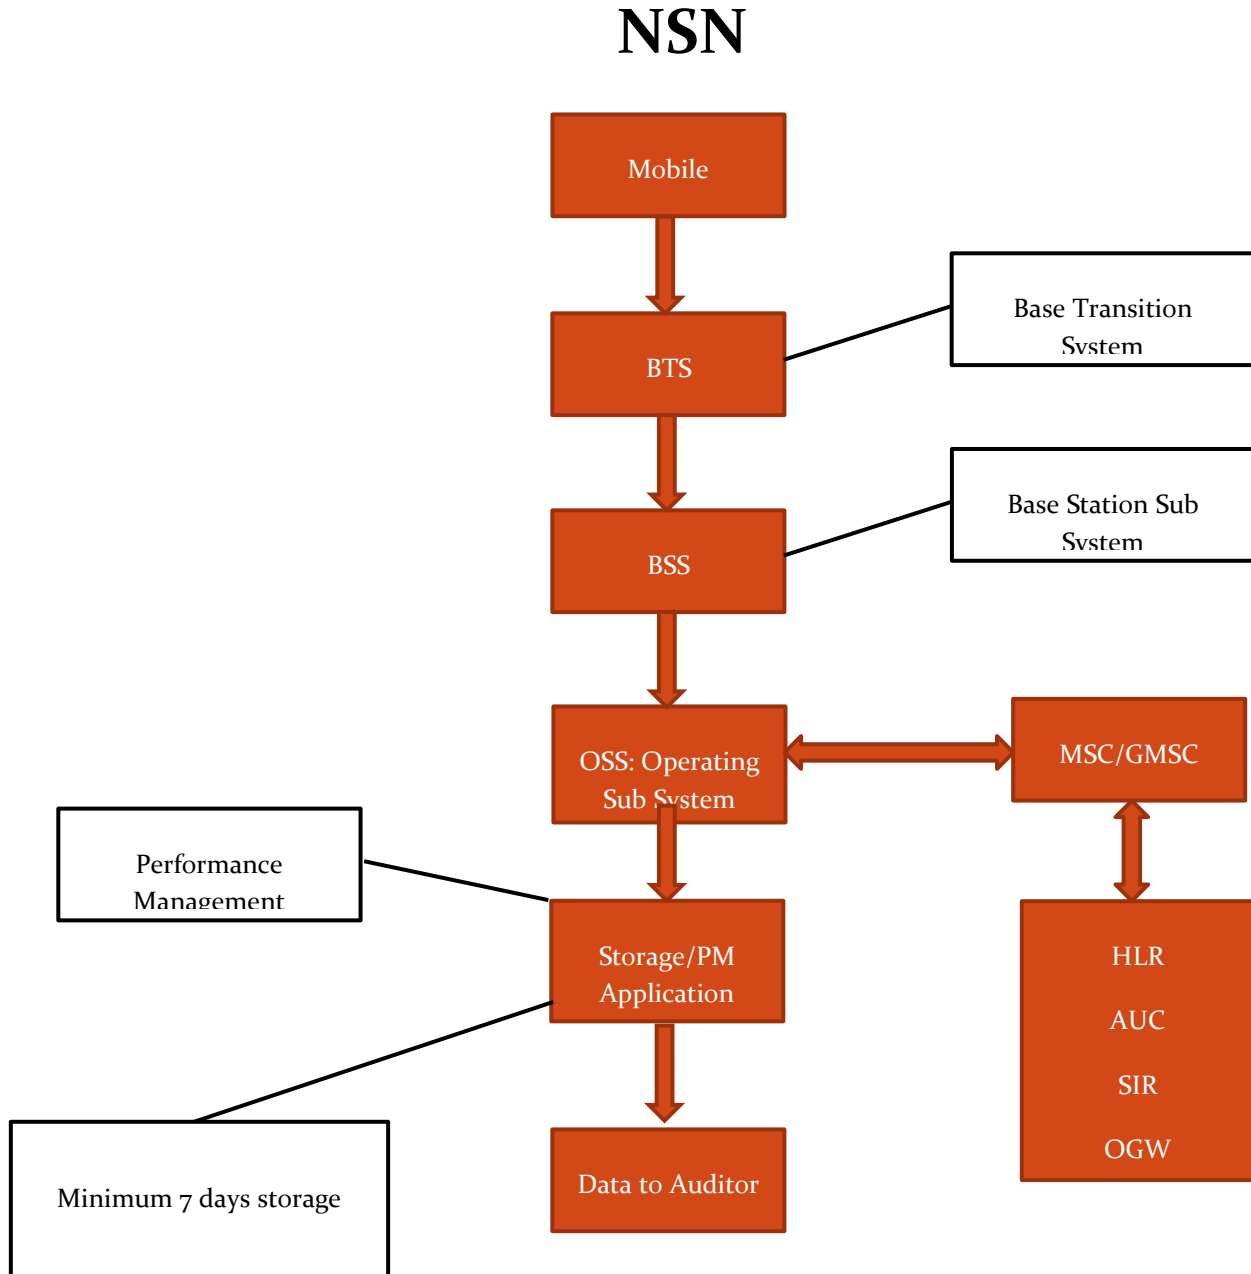 NSN
Mobile
BTS
Base Transition
System
BSS
Base Station Sub
System
OSS: Operating
Sub System
MSC/GMSC
Performance
Management
Storage/PM
Application
HLR
AUC
SIR
OGW
Minimum 7 days storage
Data to Auditor